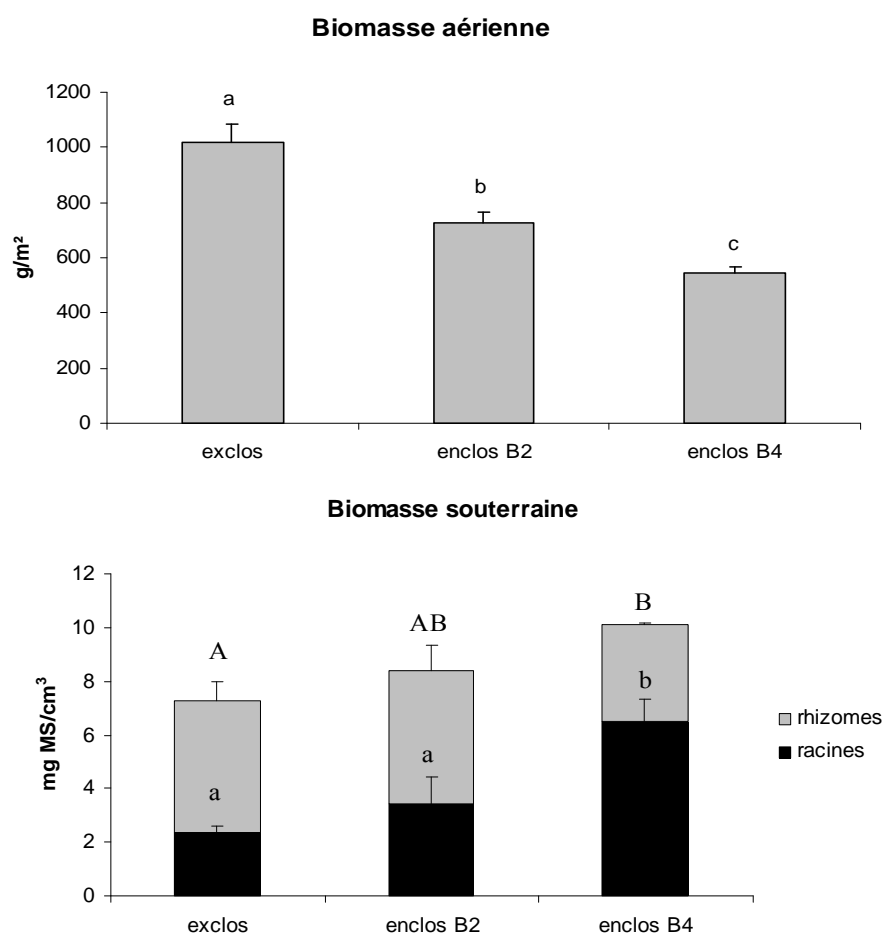 Biomasse aérienne
1200
a
1000
b
800
g/m²
c
600
400
200
0
exclos enclos B2 enclos B4
Biomasse souterraine
12
B
10
AB
A
8
b
mg MS/cm³
rhizomes
6
racines
a
a
4
2
0
exclos enclos B2 enclos B4